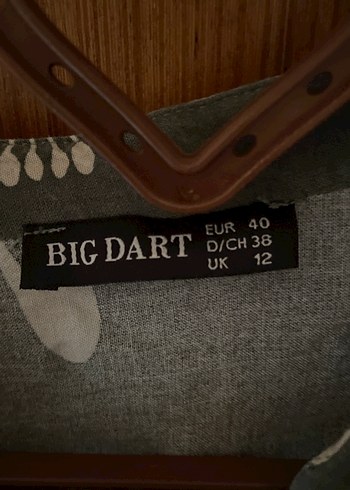 BIG DART
EUR 40
D/CH 38
UK 12